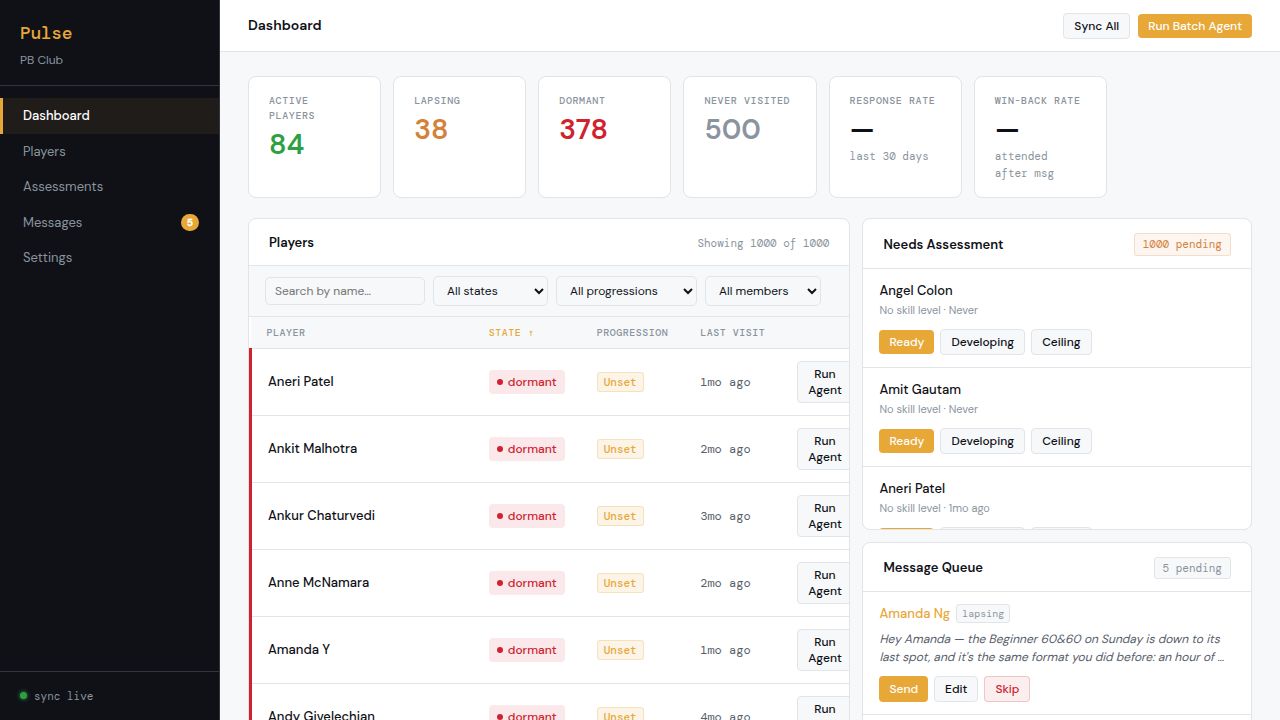 Pulse
PB Club
Dashboard
Players
Assessments
Messages
5
Settings
sync live
Dashboard
Sync All
Run Batch Agent
ACTIVE
PLAYERS
84
LAPSING
38
DORMANT
378
NEVER VISITED
500
RESPONSE RATE
—
last 30 days
WIN-BACK RATE
—
attended
after msg
Players
Showing 1000 of 1000
Search by name…
All states
All progressions
All members
PLAYER STATE ↑ PROGRESSION LAST VISIT
Aneri Patel dormant Unset 1mo ago Run
Agent
Ankit Malhotra dormant Unset 2mo ago Run
Agent
Ankur Chaturvedi dormant Unset 3mo ago Run
Agent
Anne McNamara dormant Unset 2mo ago Run
Agent
Amanda Y dormant Unset 1mo ago Run
Agent
Andy Givelechian dormant Unset 4mo ago Run
Needs Assessment
1000 pending
Angel Colon
No skill level · Never
Ready Developing Ceiling
Amit Gautam
No skill level · Never
Ready Developing Ceiling
Aneri Patel
No skill level · 1mo ago
Message Queue
5 pending
Amanda Ng lapsing
Hey Amanda — the Beginner 60&60 on Sunday is down to its
last spot, and it's the same format you did before: an hour of …
Send Edit Skip